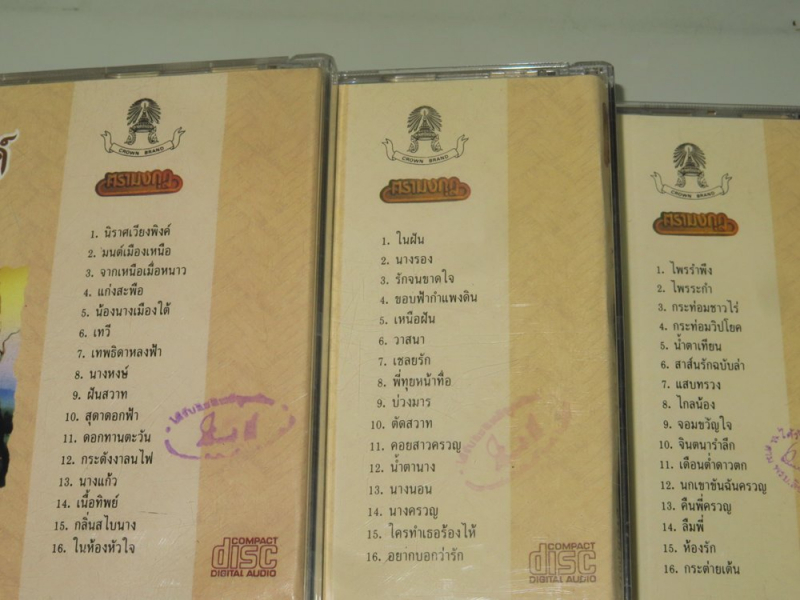 CROWN BRAND
ตรามงกุฎ
1. นิราศเวียงพิงค์
2. มนต์เมืองเหนือ
3. จากเหนือเมื่อหนาว
4. แก่งสะพือ
5. น้องนางเมืองใต้
6. เทวี
7. เทพธิดาหลงฟ้า
8. นางหงษ์
9. ฝันสวาท
10. สุดาดอกฟ้า
11. ดอกทานตะวัน
12. กระดังงาลนไฟ
13. นางแก้ว
14. เนื้อทิพย์
15. กลิ่นสไบนาง
16. ในห้องหัวใจ
COMPACT
disc
DIGITAL AUDIO
CROWN BRAND
ตรามงกุฎ
1. ในฝัน
2. นางรอง
3. รักจนขาดใจ
4. ขอบฟ้ากำแพงดิน
5. เหนือฝัน
6. วาสนา
7. เชลยรัก
8. พี่ทุยหน้าทื่อ
9. บ่วงมาร
10. ดัดสวาท
11. คอยสาวครวญ
12. น้ำตานาง
13. นางนอน
14. นางครวญ
15. ใครทำเธอร้องไห้
16. อยากบอกว่ารัก
COMPACT
disc
DIGITAL AUDIO
CROWN BRAND
ตรามงกุฎ
1. ไพรรำพึง
2. ไพรระกำ
3. กระท่อมชาวไร่
4. กระท่อมวิปโยค
5. น้ำตาเทียน
6. สาส์นรักฉบับล่า
7. แสบทรวง
8. ไกลน้อง
9. จอมขวัญใจ
10. จินตนารำลึก
11. เดือนต่ำดาวตก
12. นกเขาขันฉันครวญ
13. คืนพี่ครวญ
14. ลืมพี่
15. ห้องรัก
16. กระต่ายเต้น